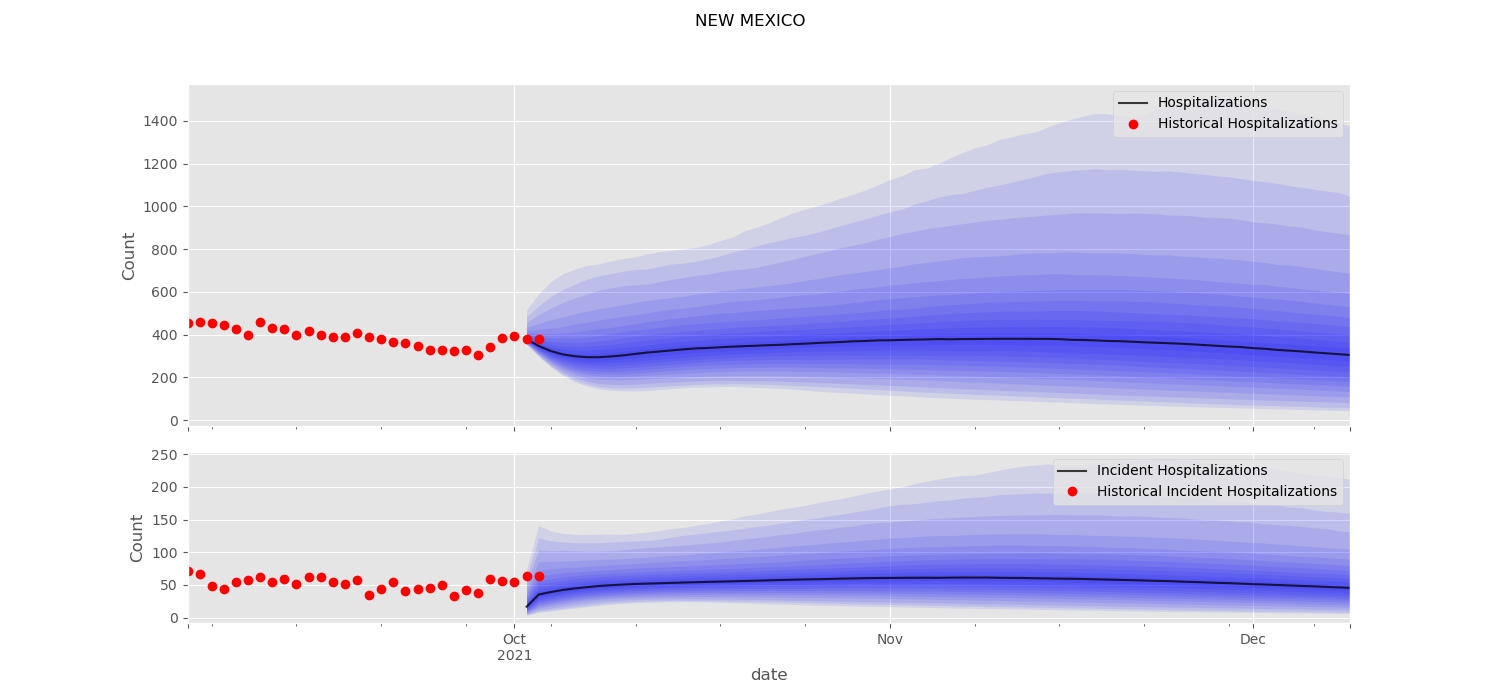 NEW MEXICO
Hospitalizations
Historical Hospitalizations
1400
1200
1000
800
600
400
200
0
Count
Incident Hospitalizations
Historical Incident Hospitalizations
250
200
150
100
50
0
Count
Oct
2021
Nov
Dec
date